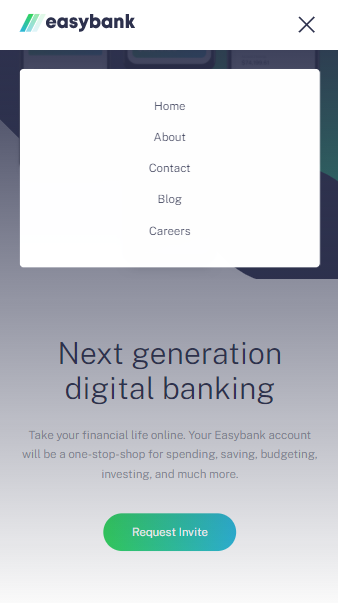 easybank
Home
About
Contact
Blog
Careers
Next generation
digital banking
Take your financial life online. Your Easybank account
will be a one-stop-shop for spending, saving, budgeting,
investing, and much more.
Request Invite